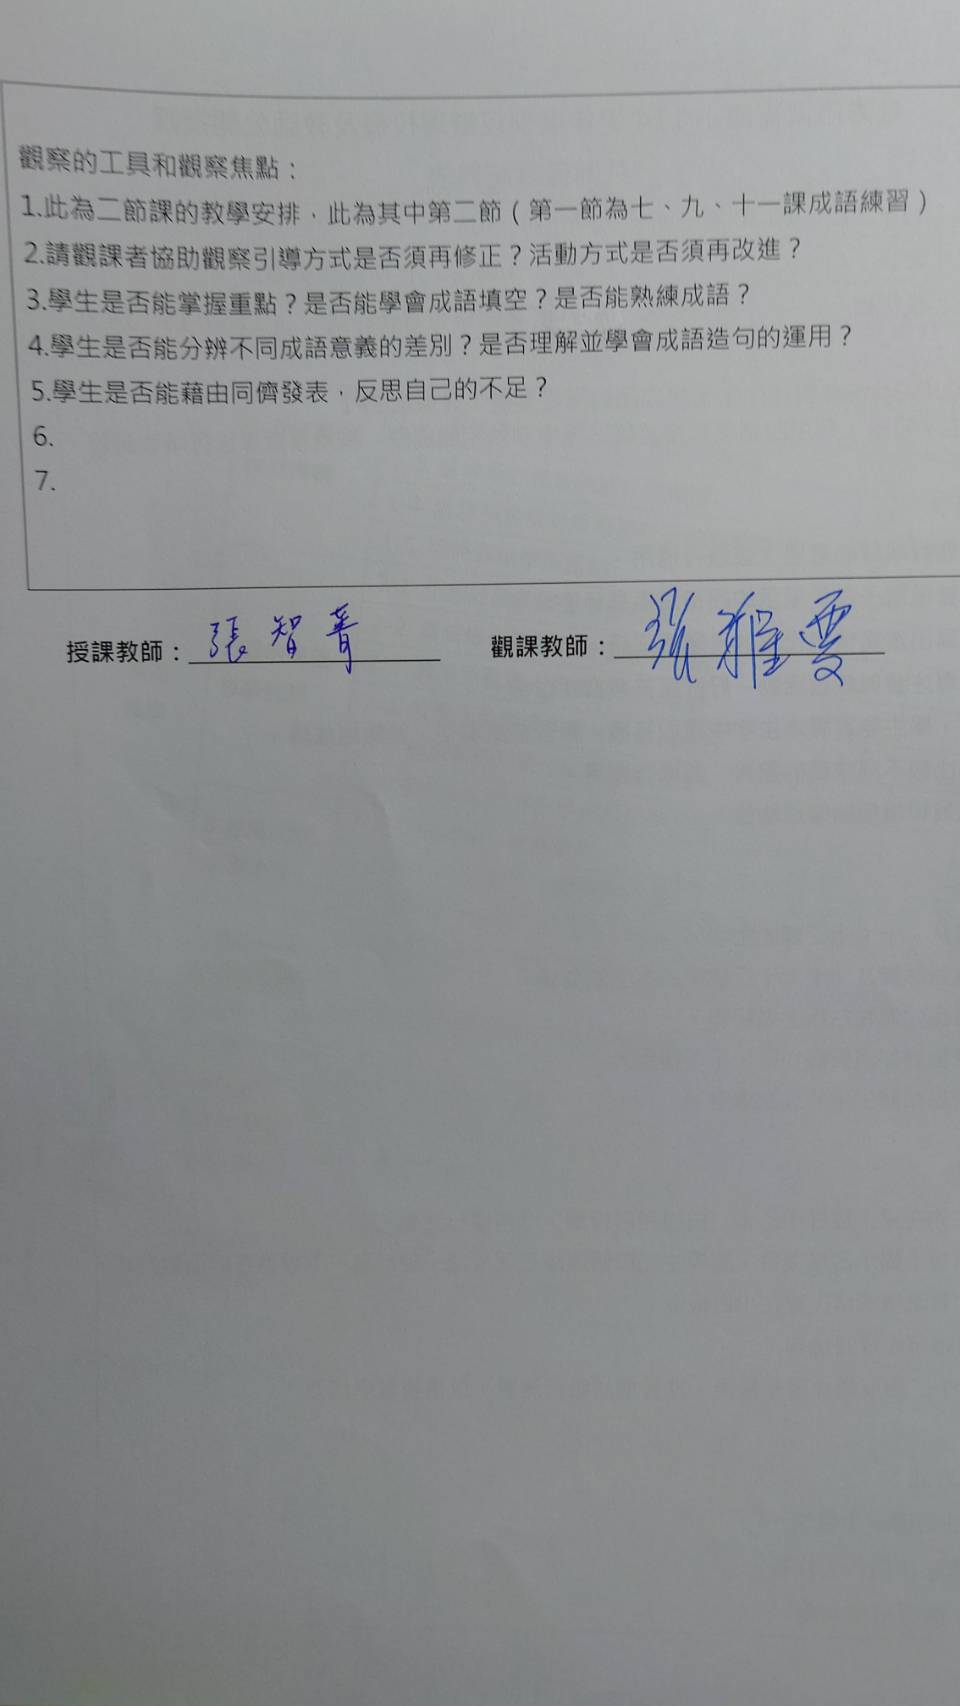 觀察的工具和觀察焦點：
1.此為二節課的教學安排，此為其中第二節（第一節為七、九、十一課成語練習）
2.請觀課者協助觀察引導方式是否須再修正？活動方式是否須再改進？
3.學生是否能掌握重點？是否能學會成語填空？是否能熟練成語？
4.學生是否能分辨不同成語意義的差別？是否理解並學會成語造句的運用？
5.學生是否能藉由同儕發表，反思自己的不足？
6.
7.
授課教師：張智菁 觀課教師：張雅雯